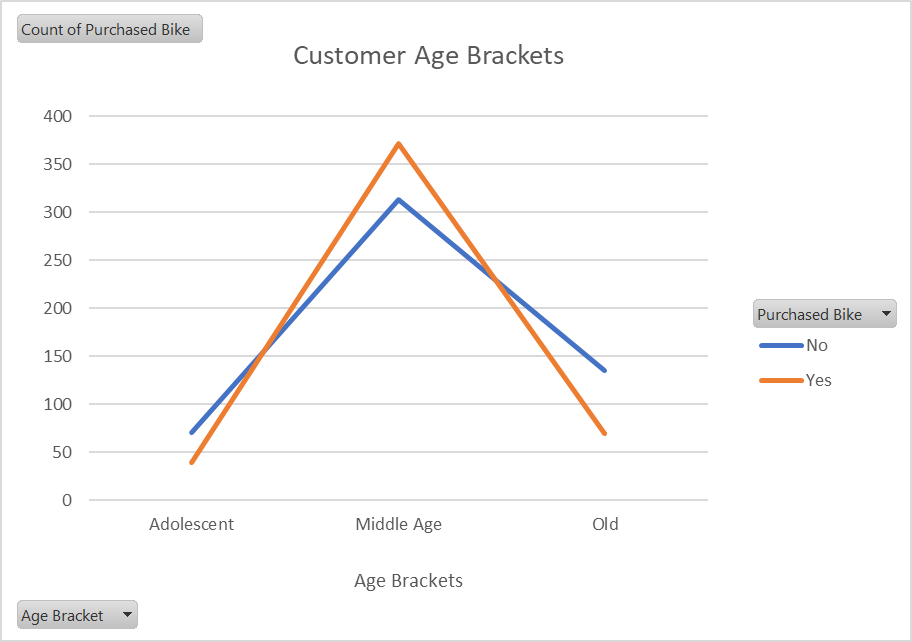 Count of Purchased Bike
Customer Age Brackets
400
350
300
250
200
150
100
50
0
Adolescent
Middle Age
Old
Age Brackets
Purchased Bike
No
Yes
Age Bracket